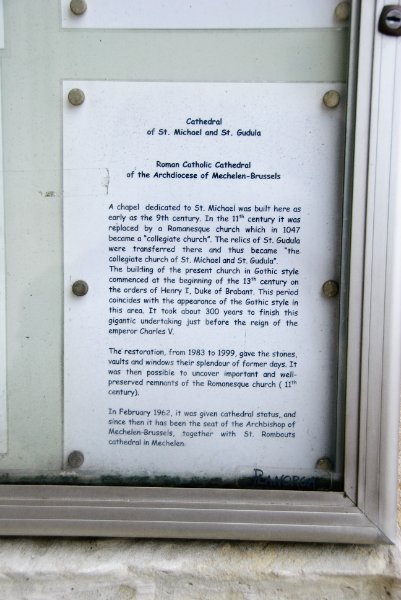 Cathedral
of St. Michael and St. Gudula
Roman Catholic Cathedral
of the Archdiocese of Mechelen-Brussels
A chapel dedicated to St. Michael was built here as
early as the 9th century. In the 11th century it was
replaced by a Romanesque church which in 1047
became a "collegiate church". The relics of St. Gudula
were transferred there and thus became "the
collegiate church of St. Michael and St. Gudula".
The building of the present church in Gothic style
commenced at the beginning of the 13th century on
the orders of Henry I, Duke of Brabant. This period
coincides with the appearance of the Gothic style in
this area. It took about 300 years to finish this
gigantic undertaking just before the reign of the
emperor Charles V.
The restoration, from 1983 to 1999, gave the stones,
vaults and windows their splendour of former days. It
was then possible to uncover important and well-
preserved remnants of the Romanesque church ( 11th
century).
In February 1962, it was given cathedral status, and
since then it has been the seat of the Archbishop of
Mechelen-Brussels, together with St. Rombouts
cathedral in Mechelen.